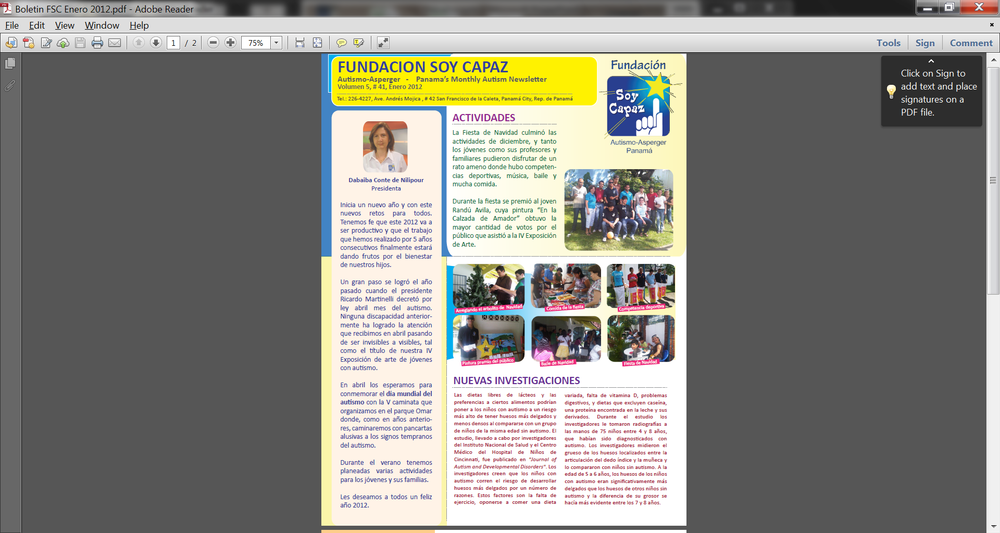 Boletin FSC Enero 2012.pdf - Adobe Reader
File Edit View Window Help
1 / 2 75% Tools Sign Comment
Click on Sign to
add text and place
signatures on a
PDF file.
FUNDACION SOY CAPAZ
Autismo-Asperger - Panama's Monthly Autism Newsletter
Volumen 5, # 41, Enero 2012
Tel.: 226-4227, Ave. Andrés Mojica , # 42 San Francisco de la Caleta, Panamá City, Rep. de Panamá
Fundación
Soy
Capaz
Autismo-Asperger
Panamá
Dabaiba Conte de Nilipour
Presidenta
Inicia un nuevo año y con este
nuevos retos para todos.
Tenemos fe que este 2012 va a
ser productivo y que el trabajo
que hemos realizado por 5 años
consecutivos finalmente estará
dando frutos por el bienestar
de nuestros hijos.
Un gran paso se logró el año
pasado cuando el presidente
Ricardo Martinelli decretó por
ley abril mes del autismo.
Ninguna discapacidad anterior-
mente ha logrado la atención
que recibimos en abril pasando
de ser invisibles a visibles, tal
como el título de nuestra IV
Exposición de arte de jóvenes
con autismo.
En abril los esperamos para
conmemorar el día mundial del
autismo con la V caminata que
organizamos en el parque Omar
donde, como en años anterio-
res, caminaremos con pancartas
alusivas a los signos tempranos
del autismo.
Durante el verano tenemos
planeadas varias actividades
para los jóvenes y sus familias.
Les deseamos a todos un feliz
año 2012.
ACTIVIDADES
La Fiesta de Navidad culminó las
actividades de diciembre, y tanto
los jóvenes como sus profesores y
familiares pudieron disfrutar de un
rato ameno donde hubo competen-
cias deportivas, música, baile y
mucha comida.
Durante la fiesta se premió al joven
Randú Avila, cuya pintura "En la
Calzada de Amador" obtuvo la
mayor cantidad de votos por el
público que asistió a la IV Exposición
de Arte.
Arreglando el arbolito de Navidad
Comida de la fiesta
Competencia deportiva
Pintura premio del público
Baile de Navidad
Fiesta de Navidad
NUEVAS INVESTIGACIONES
Las dietas libres de lácteos y las
preferencias a ciertos alimentos podrían
poner a los niños con autismo a un riesgo
más alto de tener huesos más delgados y
menos densos al compararse con un grupo
de niños de la misma edad sin autismo. El
estudio, llevado a cabo por investigadores
del Instituto Nacional de Salud y el Centro
Médico del Hospital de Niños de
Cincinnati, fue publicado en "Journal of
Autism and Developmental Disorders". Los
investigadores creen que los niños con
autismo corren el riesgo de desarrollar
huesos más delgados por un número de
razones. Estos factores son la falta de
ejercicio, oponerse a comer una dieta
variada, falta de vitamina D, problemas
digestivos, y dietas que excluyen caseína,
una proteína encontrada en la leche y sus
derivados. Durante el estudio los
investigadores le tomaron radiografías a
las manos de 75 niños entre 4 y 8 años,
que habían sido diagnosticados con
autismo. Los investigadores midieron el
grueso de los huesos localizados entre la
articulación del dedo índice y la muñeca y
lo compararon con niños sin autismo. A la
edad de 5 a 6 años, los huesos de los niños
con autismo eran significativamente más
delgados que los huesos de otros niños sin
autismo y la diferencia de su grosor se
hacía más evidente entre los 7 y 8 años.